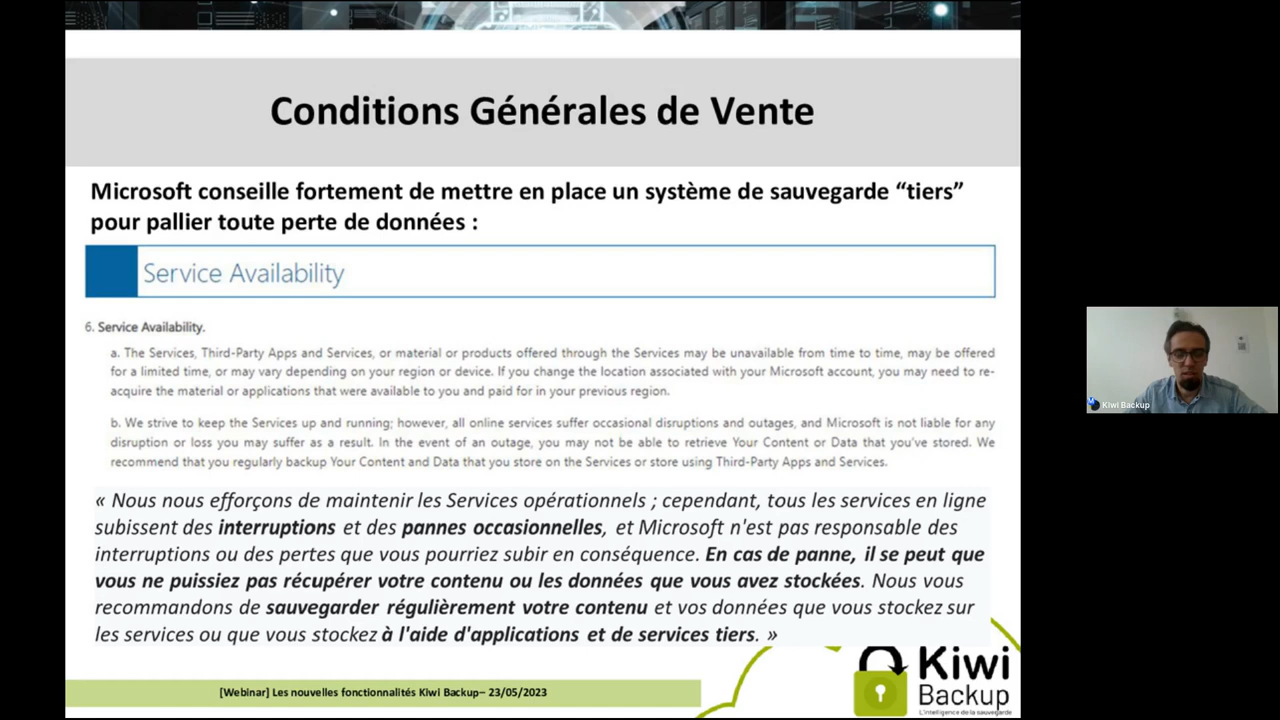 Conditions Générales de Vente
Microsoft conseille fortement de mettre en place un système de sauvegarde “tiers”
pour pallier toute perte de données :
Service Availability
6. Service Availability.
a. The Services, Third-Party Apps and Services, or material or products offered through the Services may be unavailable from time to time, may be offered
for a limited time, or may vary depending on your region or device. If you change the location associated with your Microsoft account, you may need to re-
acquire the material or applications that were available to you and paid for in your previous region.
b. We strive to keep the Services up and running; however, all online services suffer occasional disruptions and outages, and Microsoft is not liable for any
disruption or loss you may suffer as a result. In the event of an outage, you may not be able to retrieve Your Content or Data that you've stored. We
recommend that you regularly backup Your Content and Data that you store on the Services or store using Third-Party Apps and Services.
« Nous nous efforçons de maintenir les Services opérationnels ; cependant, tous les services en ligne
subissent des interruptions et des pannes occasionnelles, et Microsoft n'est pas responsable des
interruptions ou des pertes que vous pourriez subir en conséquence. En cas de panne, il se peut que
vous ne puissiez pas récupérer votre contenu ou les données que vous avez stockées. Nous vous
recommandons de sauvegarder régulièrement votre contenu et vos données que vous stockez sur
les services ou que vous stockez à l'aide d'applications et de services tiers. »
Kiwi
Backup
L'intelligence de la sauvegarde
[Webinar] Les nouvelles fonctionnalités Kiwi Backup– 23/05/2023
Kiwi Backup